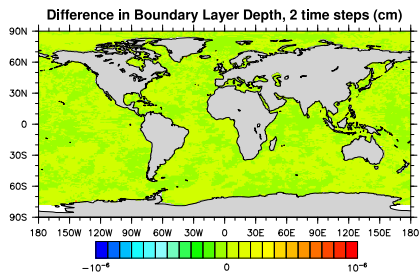 Difference in Boundary Layer Depth, 2 time steps (cm)
90N
60N
30N
0
30S
60S
90S
180 150W 120W 90W 60W 30W 0 30E 60E 90E 120E 150E 180
−10⁻⁶ 0 10⁻⁶